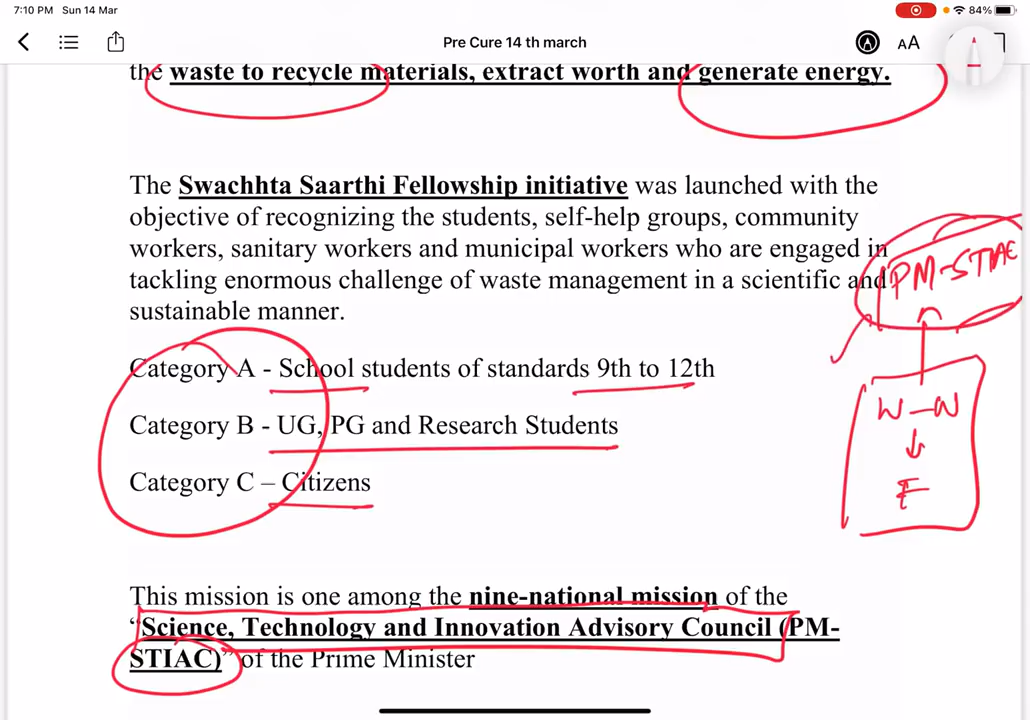 7:10 PM Sun 14 Mar 84%
Pre Cure 14 th march AA
the waste to recycle materials, extract worth and generate energy.
The Swachhta Saarthi Fellowship initiative was launched with the
objective of recognizing the students, self-help groups, community
workers, sanitary workers and municipal workers who are engaged in
tackling enormous challenge of waste management in a scientific and
sustainable manner.
PM-STIAC
Category A - School students of standards 9th to 12th
Category B - UG, PG and Research Students
Category C – Citizens
W-W
E
This mission is one among the nine-national mission of the
“Science, Technology and Innovation Advisory Council (PM-
STIAC)” of the Prime Minister